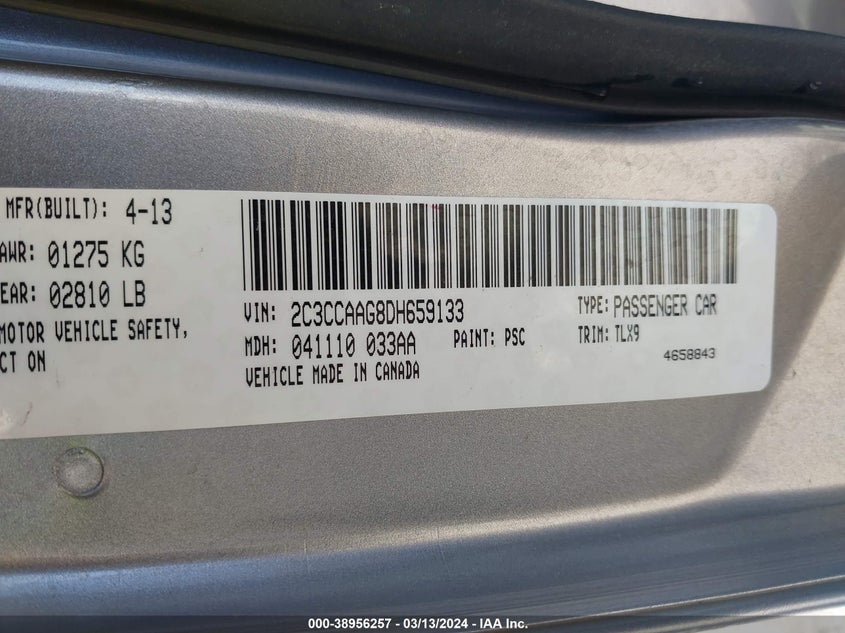 MFR(BUILT): 4-13
AWR: 01275 KG
EAR: 02810 LB
MOTOR VEHICLE SAFETY,
CT ON
VIN: 2C3CCAAG8DH659133
TYPE: PASSENGER CAR
MDH: 041110 033AA
PAINT: PSC
TRIM: TLX9
VEHICLE MADE IN CANADA
4658843
000-38956257 - 03/13/2024 - IAA Inc.